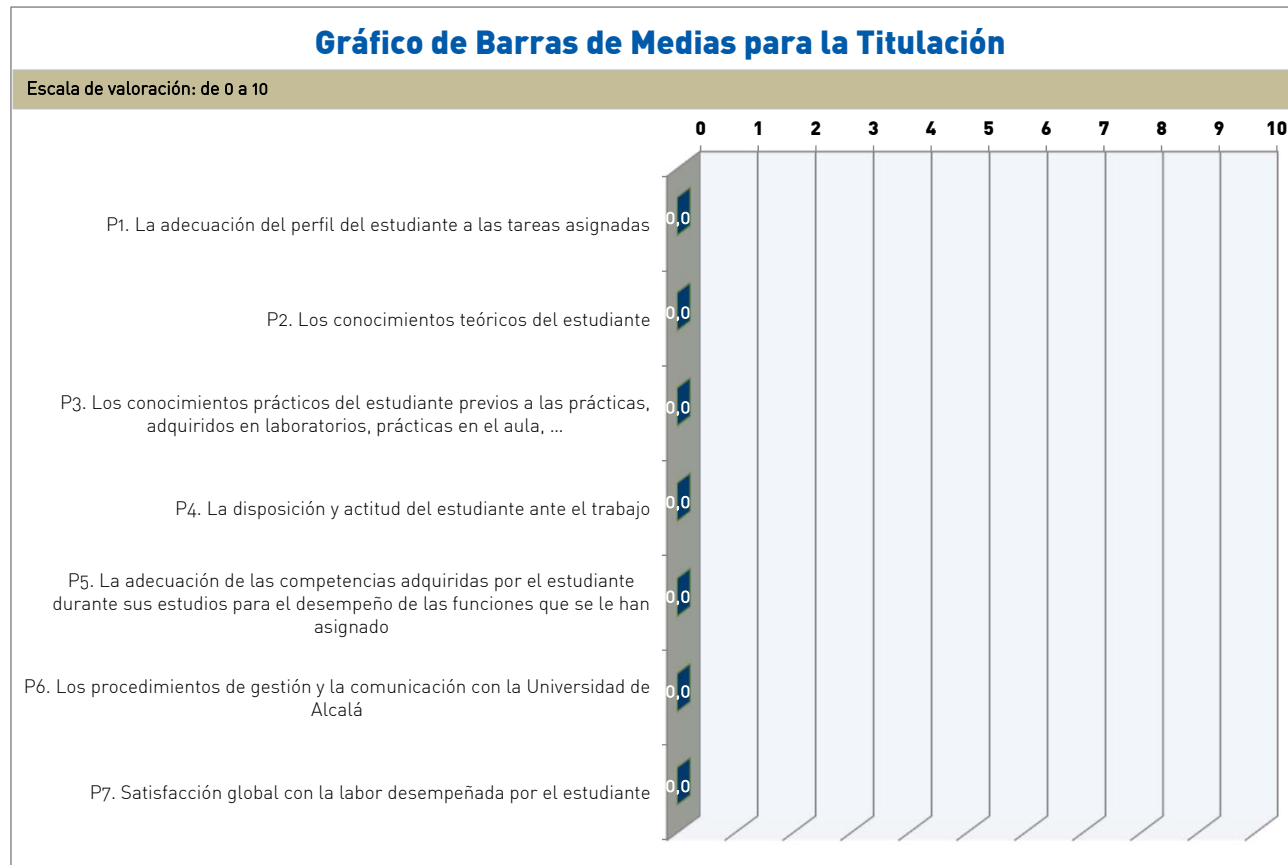 Gráfico de Barras de Medias para la Titulación
Escala de valoración: de 0 a 10
0 1 2 3 4 5 6 7 8 9 10
P1. La adecuación del perfil del estudiante a las tareas asignadas
0,0
P2. Los conocimientos teóricos del estudiante
0,0
P3. Los conocimientos prácticos del estudiante previos a las prácticas,
adquiridos en laboratorios, prácticas en el aula, ...
0,0
P4. La disposición y actitud del estudiante ante el trabajo
0,0
P5. La adecuación de las competencias adquiridas por el estudiante
durante sus estudios para el desempeño de las funciones que se le han
asignado
0,0
P6. Los procedimientos de gestión y la comunicación con la Universidad de
Alcalá
0,0
P7. Satisfacción global con la labor desempeñada por el estudiante
0,0